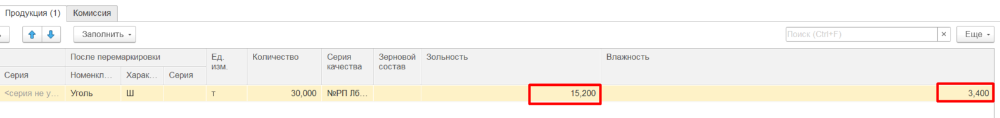 Продукция (1) Комиссия
Заполнить
Поиск (Ctrl+F) × Еще
После перемаркировки Ед. изм. Количество Серия качества Зерновой состав Зольность Влажность
Серия Номенкл... Харак... Серия
<серия не у... Уголь Ш т 30,000 №РП Лб... 15,200 3,400